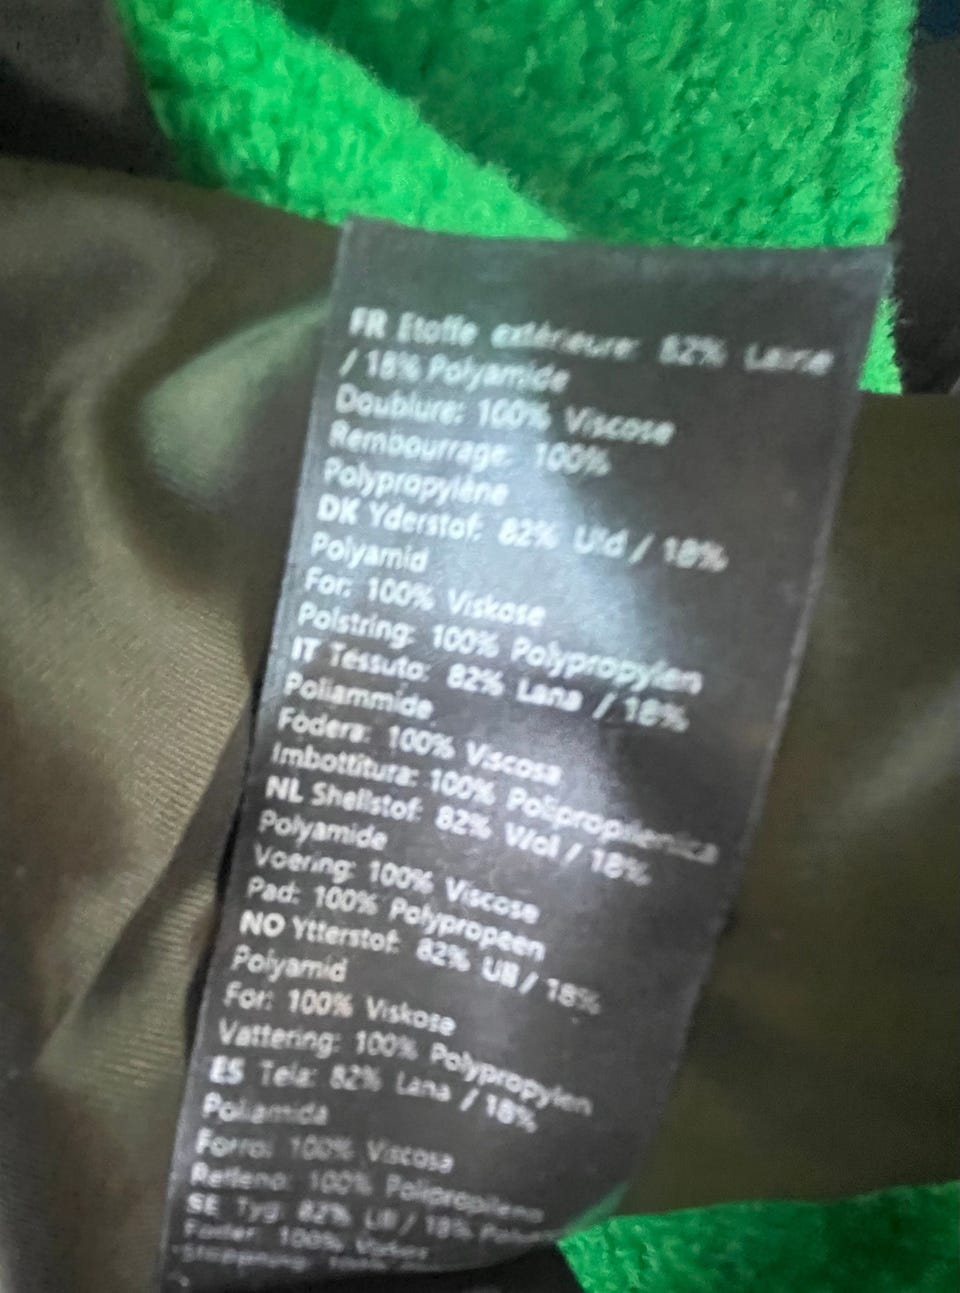 FR Etoffe extérieure: 82% Laine
/ 18% Polyamide
Doublure: 100% Viscose
Rembourrage: 100%
Polypropylène
DK Yderstof: 82% Uld / 18%
Polyamid
For: 100% Viskose
Polstring: 100% Polypropylen
IT Tessuto: 82% Lana / 18%
Poliammide
Fodera: 100% Viscosa
Imbottitura: 100% Polipropilenica
NL Shellstof: 82% Wol / 18%
Polyamide
Voering: 100% Viscose
Pad: 100% Polypropeen
NO Ytterstof: 82% Ull / 18%
Polyamid
For: 100% Viskose
Vattering: 100% Polypropylen
ES Tela: 82% Lana / 18%
Poliamida
Forro: 100% Viscosa
Relleno: 100% Polipropileno
SE Tyg: 82% Ull / 18%
Foder: 100%